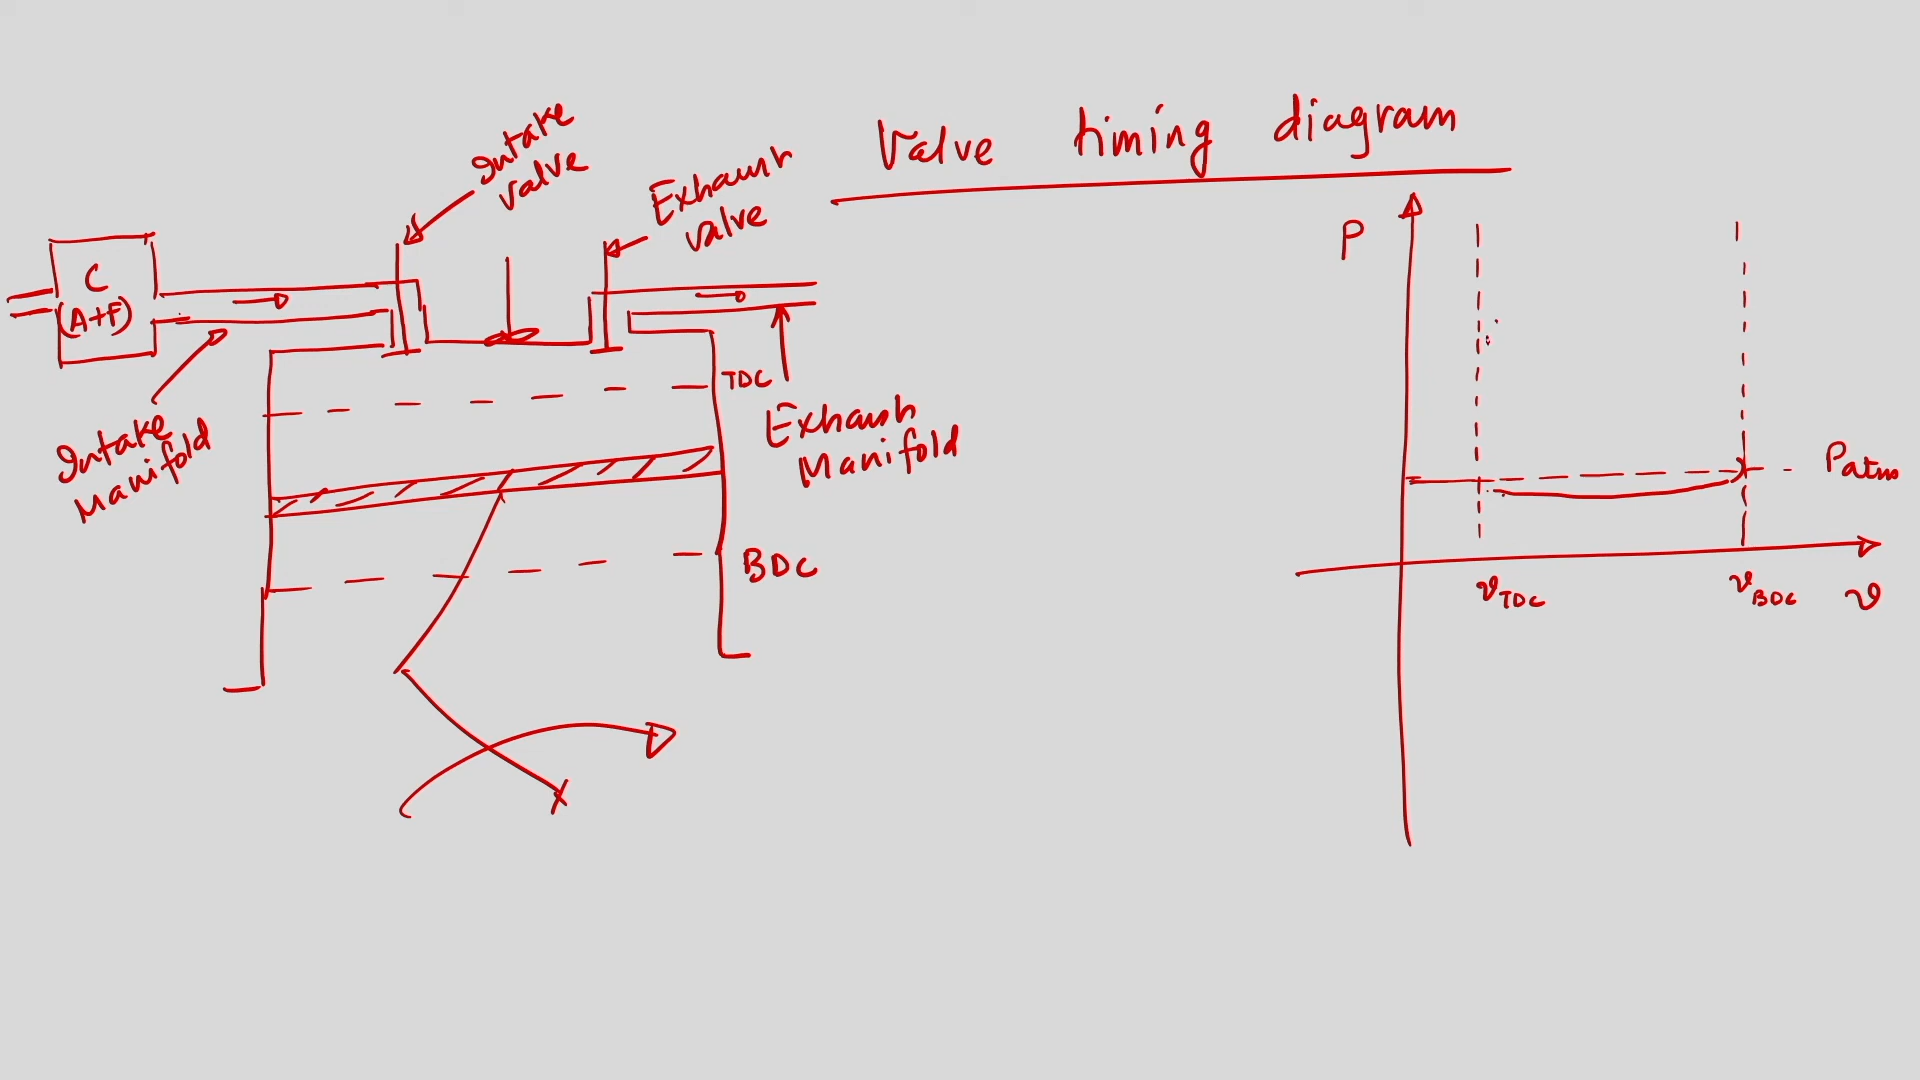 Valve timing diagram
Intake
valve
Exhaust
valve
C
(A+F)
Intake
Manifold
TDC
Exhaust
Manifold
BDC
P
Patm
vTDC
vBDC
v